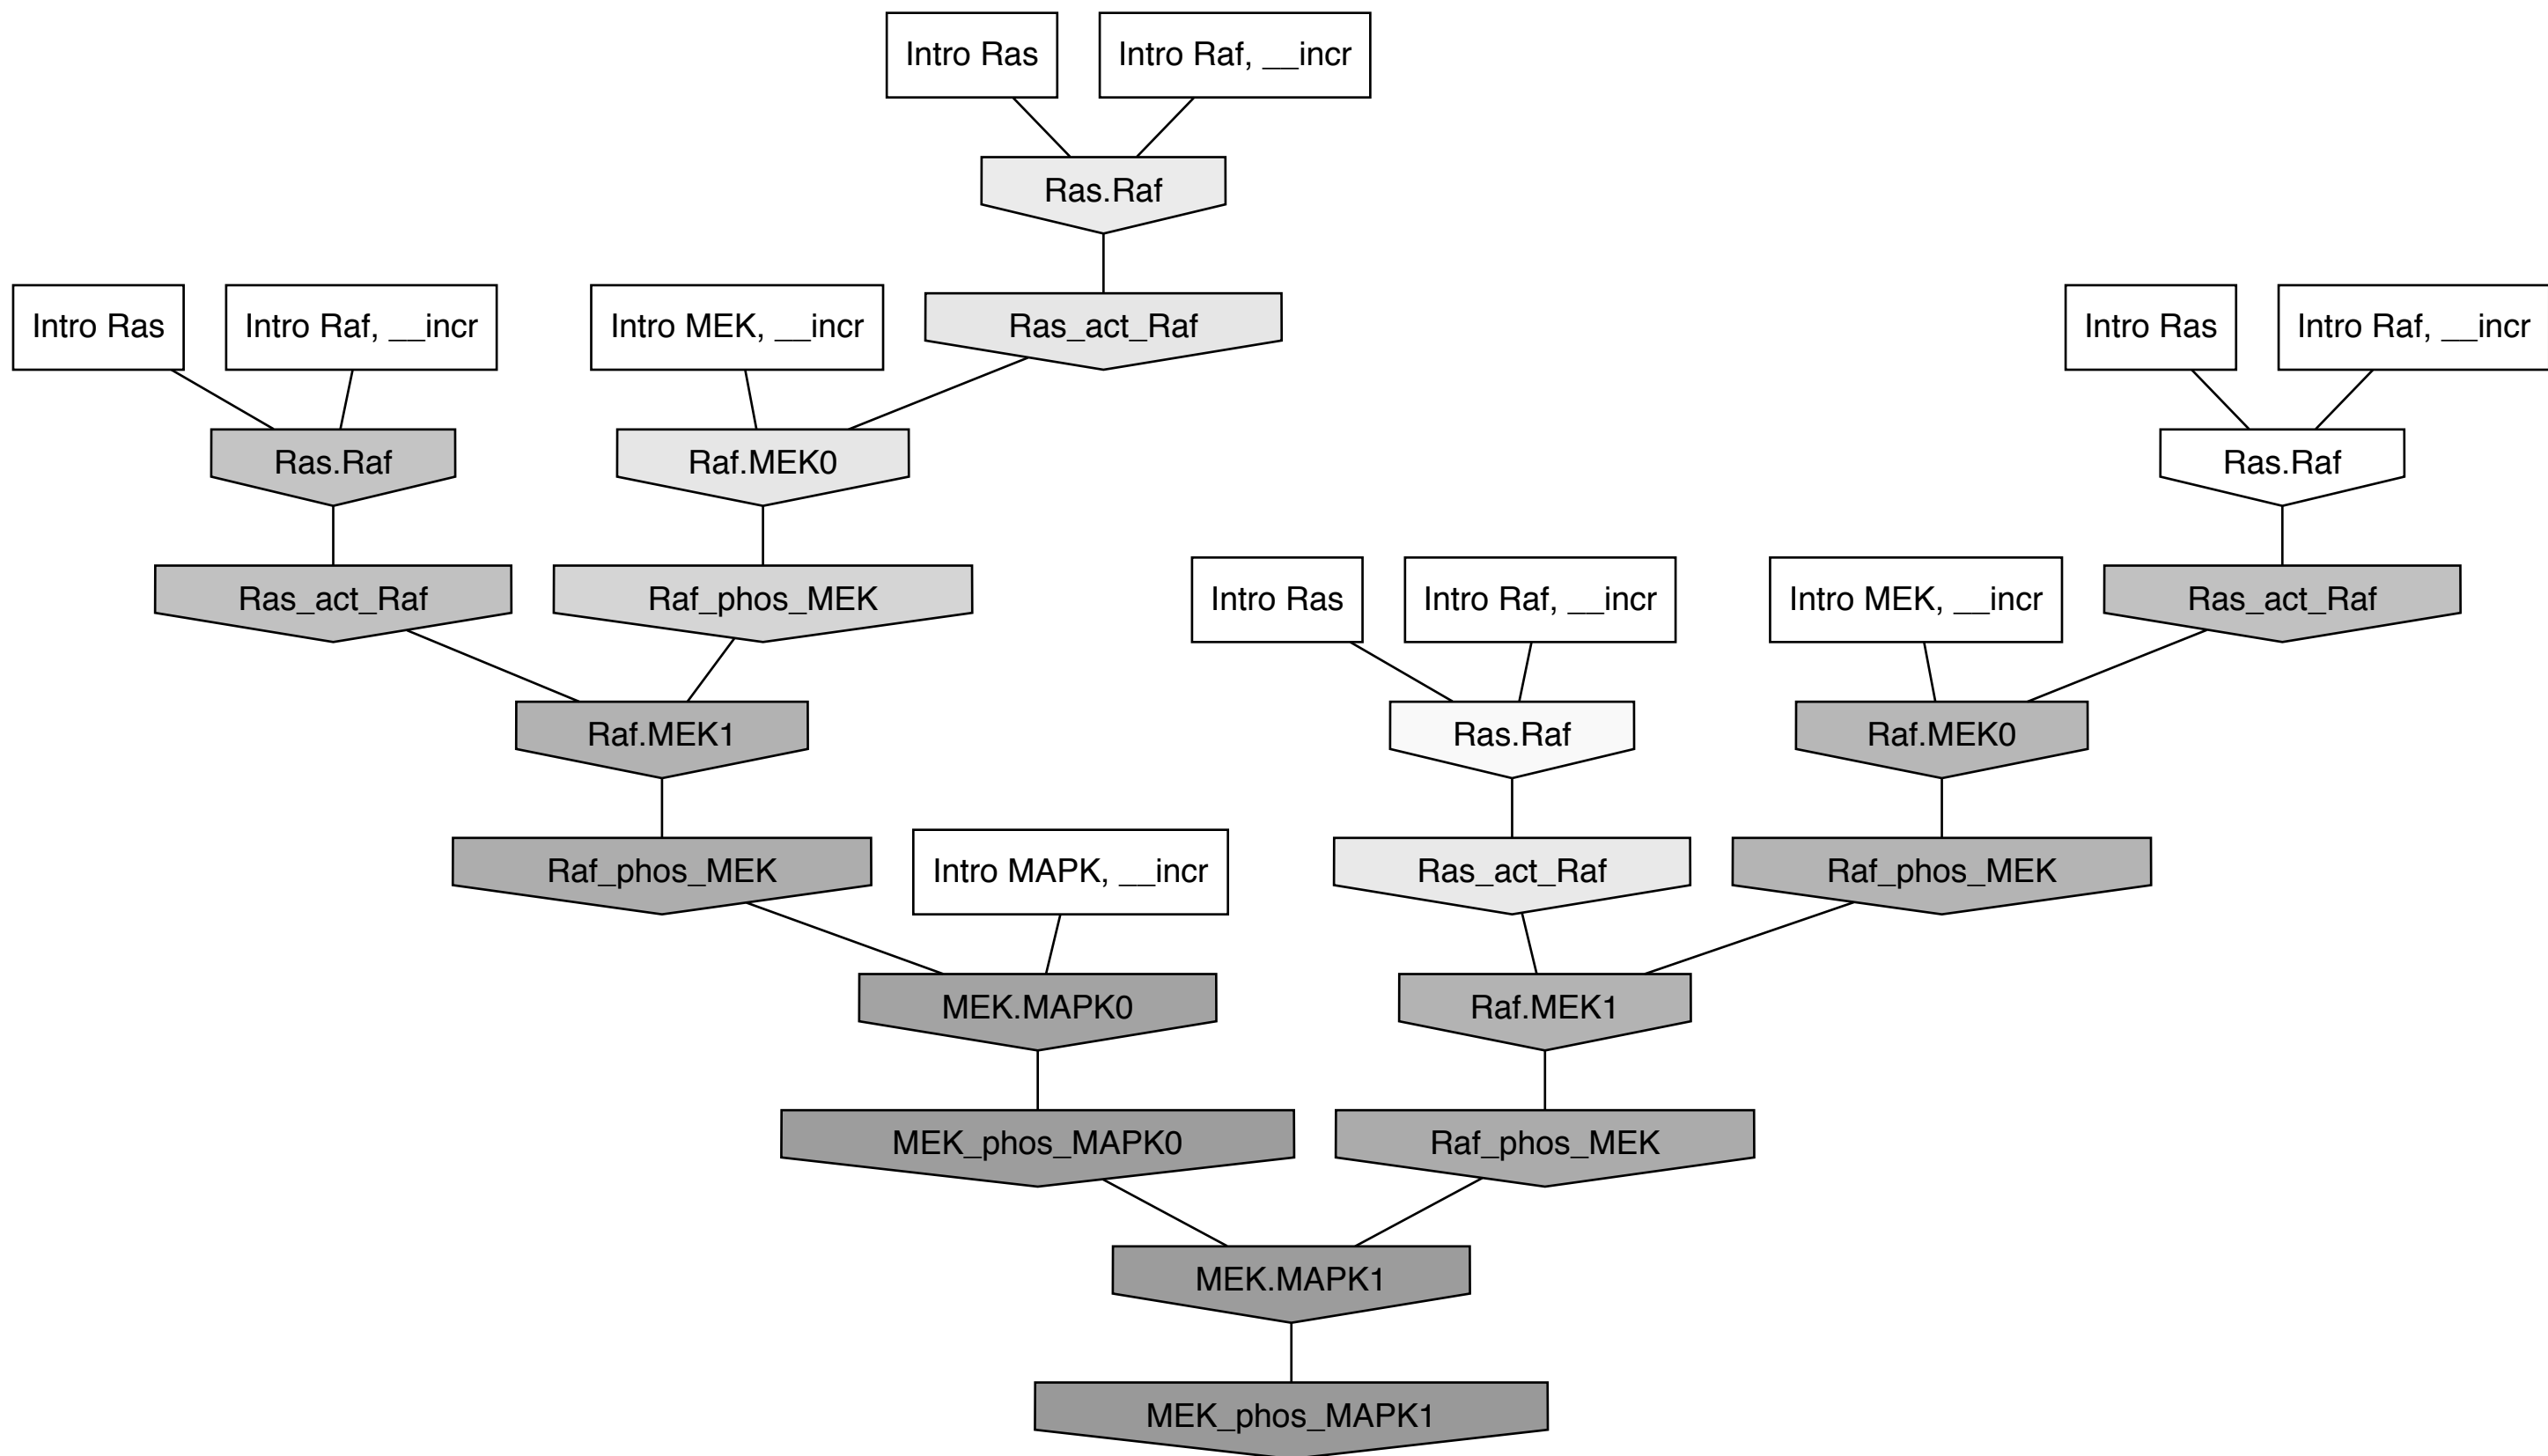 Intro Ras
Intro Raf, __incr
Ras.Raf
Intro Ras
Intro Raf, __incr
Intro MEK, __incr
Ras_act_Raf
Intro Ras
Intro Raf, __incr
Ras.Raf
Raf.MEK0
Ras.Raf
Ras_act_Raf
Raf_phos_MEK
Intro Ras
Intro Raf, __incr
Intro MEK, __incr
Ras_act_Raf
Raf.MEK1
Ras.Raf
Raf.MEK0
Raf_phos_MEK
Intro MAPK, __incr
Ras_act_Raf
Raf_phos_MEK
MEK.MAPK0
Raf.MEK1
MEK_phos_MAPK0
Raf_phos_MEK
MEK.MAPK1
MEK_phos_MAPK1